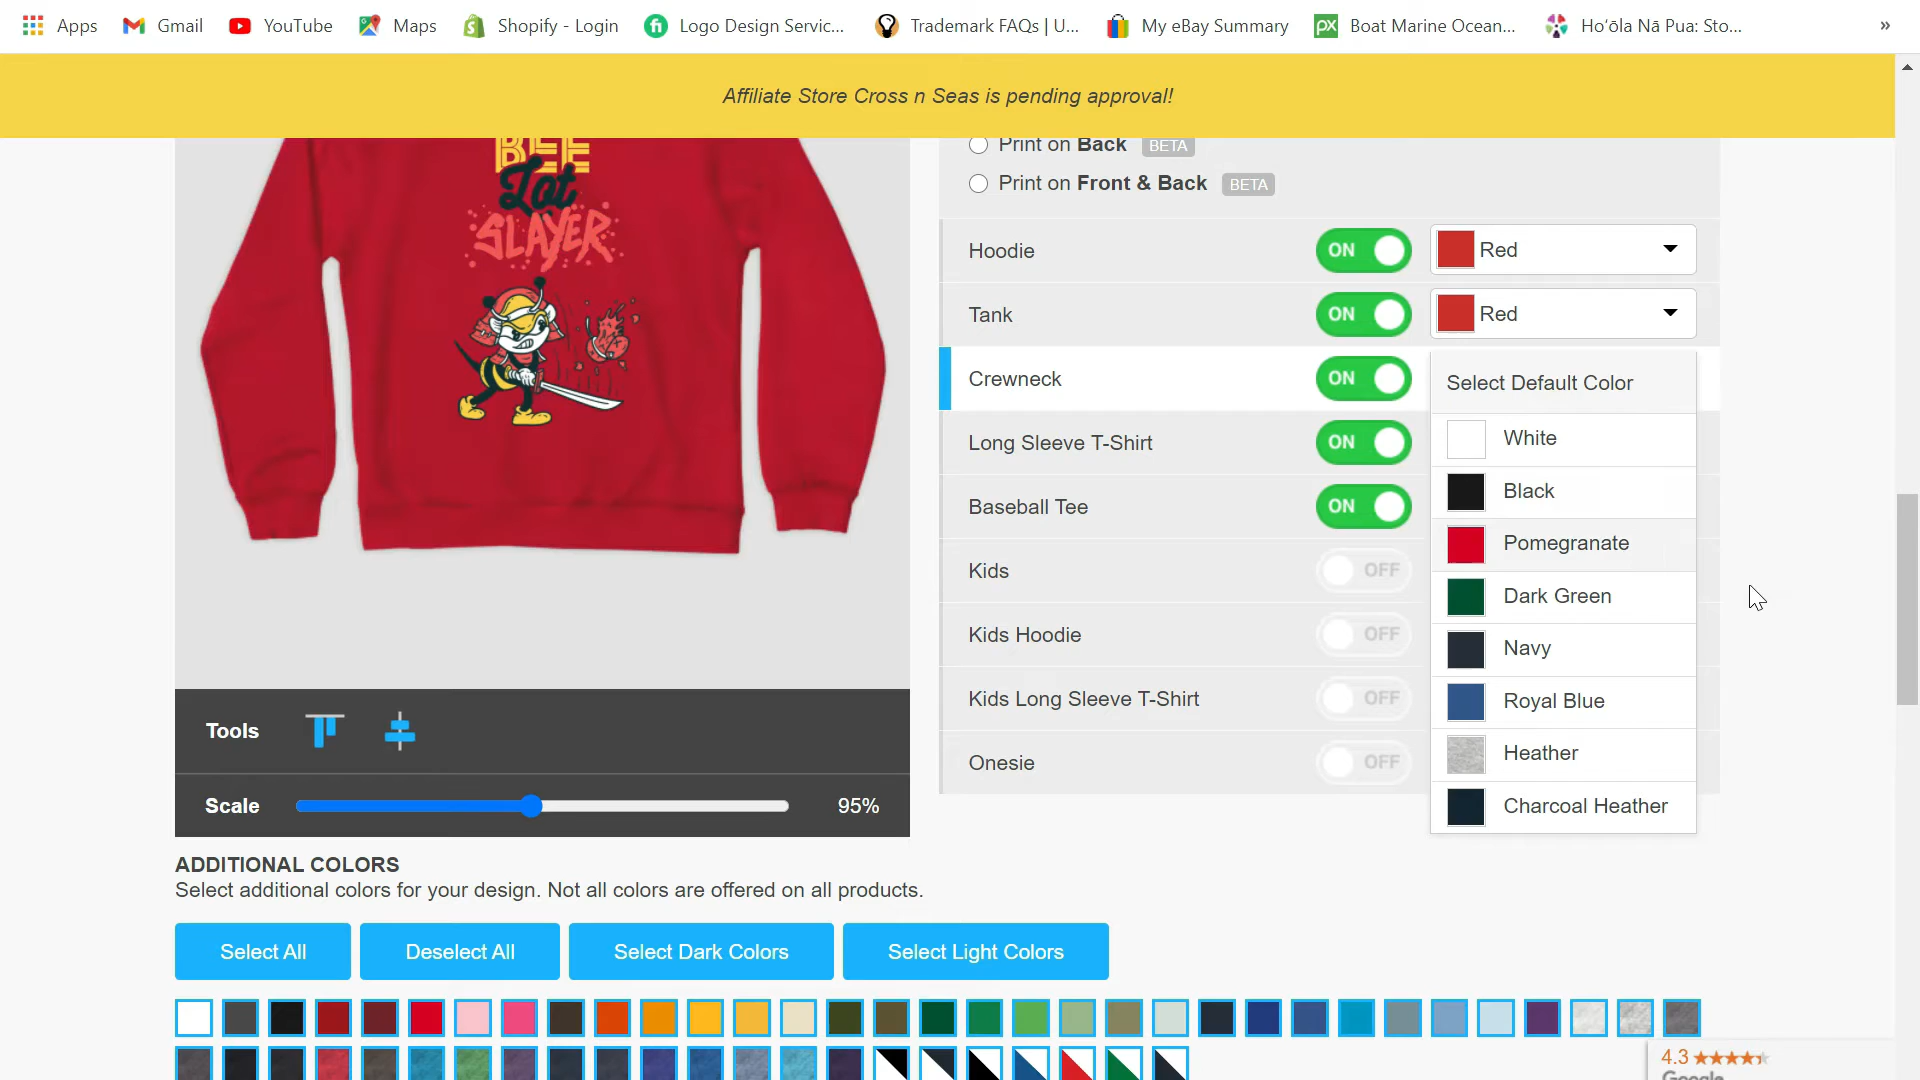 Apps Gmail YouTube Maps Shopify - Login Logo Design Servic... Trademark FAQs | U... My eBay Summary Boat Marine Ocean... Ho‘ōla Nā Pua: Sto... »
Affiliate Store Cross n Seas is pending approval!
BEE
Lot
SLAYER
Print on Back BETA
Print on Front & Back BETA
Hoodie ON Red
Tank ON Red
Crewneck ON
Long Sleeve T-Shirt ON
Baseball Tee ON
Kids OFF
Kids Hoodie OFF
Kids Long Sleeve T-Shirt OFF
Onesie OFF
Select Default Color
White
Black
Pomegranate
Dark Green
Navy
Royal Blue
Heather
Charcoal Heather
Tools
Scale 95%
ADDITIONAL COLORS
Select additional colors for your design. Not all colors are offered on all products.
Select All Deselect All Select Dark Colors Select Light Colors
4.3
Google